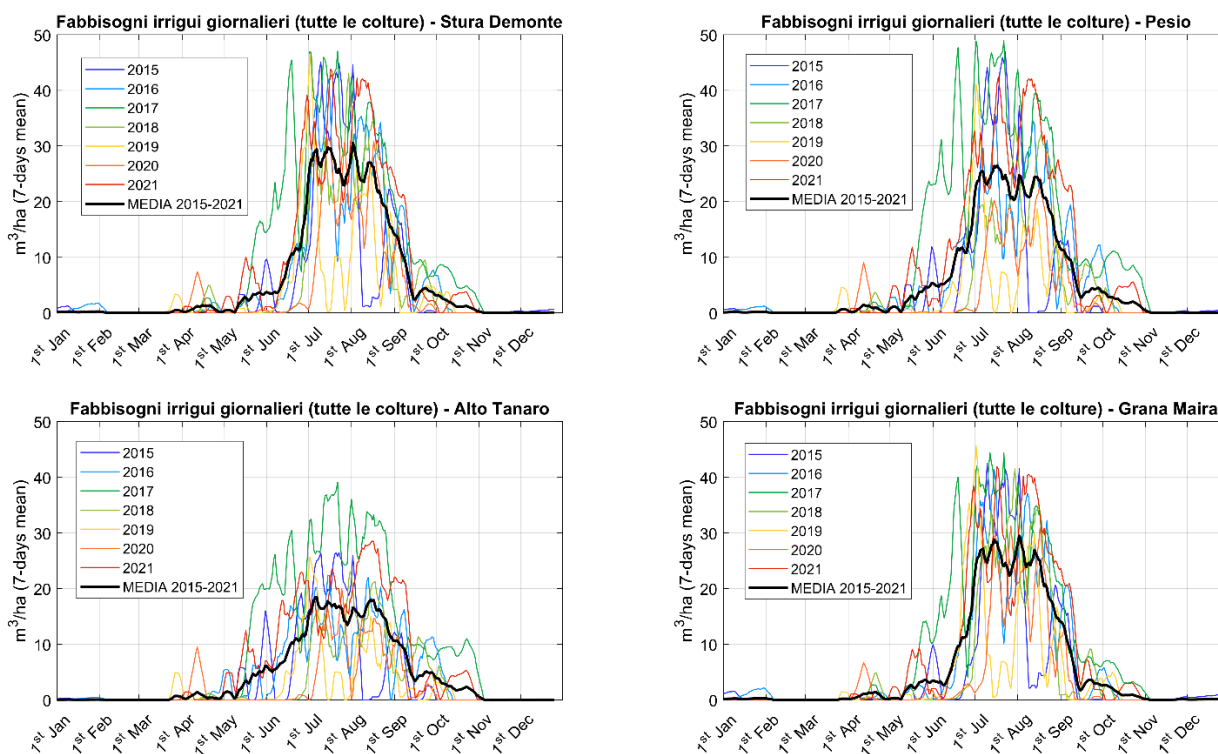 Fabbisogni irrigui giornalieri (tutte le colture) - Stura Demonte
m³/ha (7-days mean)
50
40
30
20
10
0
2015
2016
2017
2018
2019
2020
2021
MEDIA 2015-2021
1st Jan
1st Feb
1st Mar
1st Apr
1st May
1st Jun
1st Jul
1st Aug
1st Sep
1st Oct
1st Nov
1st Dec
Fabbisogni irrigui giornalieri (tutte le colture) - Pesio
m³/ha (7-days mean)
50
40
30
20
10
0
2015
2016
2017
2018
2019
2020
2021
MEDIA 2015-2021
1st Jan
1st Feb
1st Mar
1st Apr
1st May
1st Jun
1st Jul
1st Aug
1st Sep
1st Oct
1st Nov
1st Dec
Fabbisogni irrigui giornalieri (tutte le colture) - Alto Tanaro
m³/ha (7-days mean)
50
40
30
20
10
0
2015
2016
2017
2018
2019
2020
2021
MEDIA 2015-2021
1st Jan
1st Feb
1st Mar
1st Apr
1st May
1st Jun
1st Jul
1st Aug
1st Sep
1st Oct
1st Nov
1st Dec
Fabbisogni irrigui giornalieri (tutte le colture) - Grana Maira
m³/ha (7-days mean)
50
40
30
20
10
0
2015
2016
2017
2018
2019
2020
2021
MEDIA 2015-2021
1st Jan
1st Feb
1st Mar
1st Apr
1st May
1st Jun
1st Jul
1st Aug
1st Sep
1st Oct
1st Nov
1st Dec